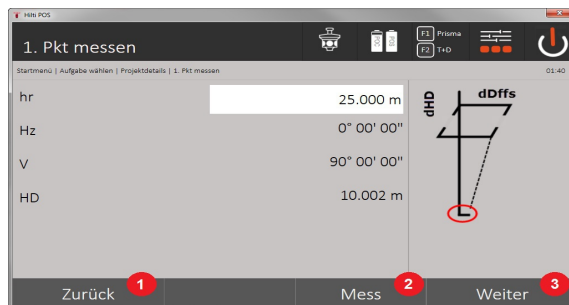 Hilti POS
1. Pkt messen
POC
POS
F1 Prisma
F2 T+D
Startmenü | Aufgabe wählen | Projektdetails | 1. Pkt messen
01:40
hr 25.000 m
Hz 0° 00' 00"
V 90° 00' 00"
HD 10.002 m
dHD
dDffs
Zurück 1
Mess 2
Weiter 3